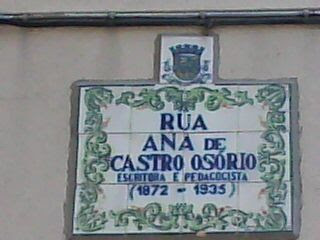 RUA
ANA DE
CASTRO OSÓRIO
ESCRITORA E PEDAGOGISTA
(1872 - 1935)